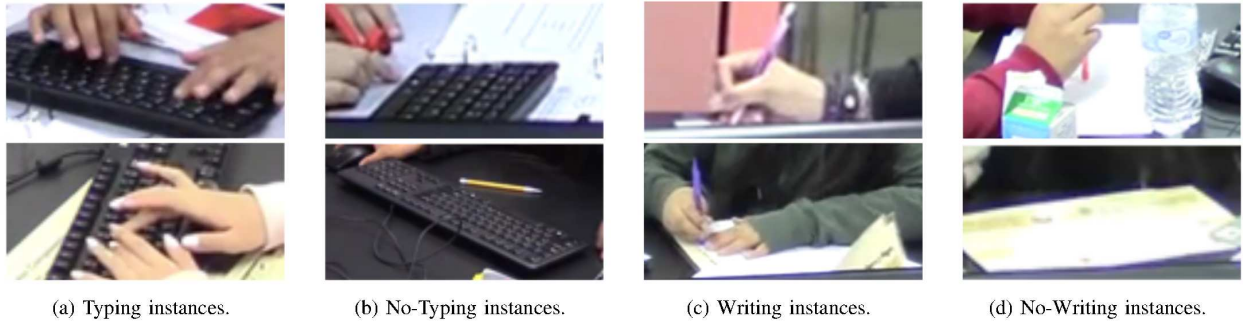 (a) Typing instances.
(b) No-Typing instances.
(c) Writing instances.
(d) No-Writing instances.